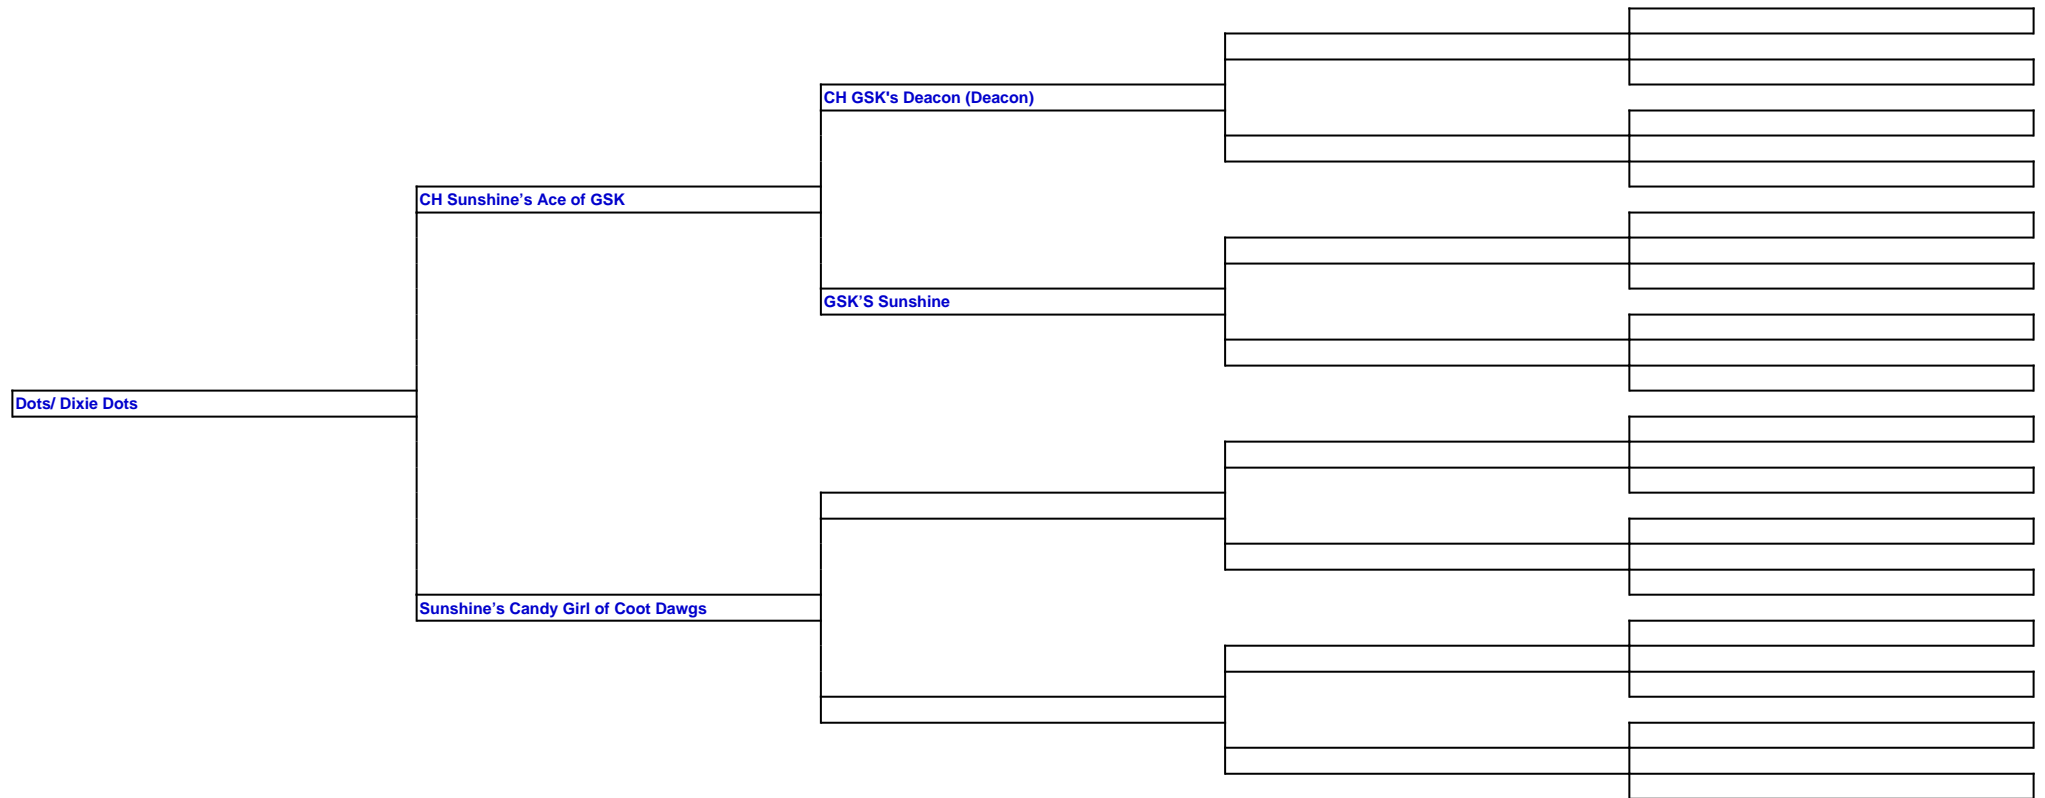 CH GSK's Deacon (Deacon)
CH Sunshine’s Ace of GSK
GSK’S Sunshine
Dots/ Dixie Dots
Sunshine’s Candy Girl of Coot Dawgs